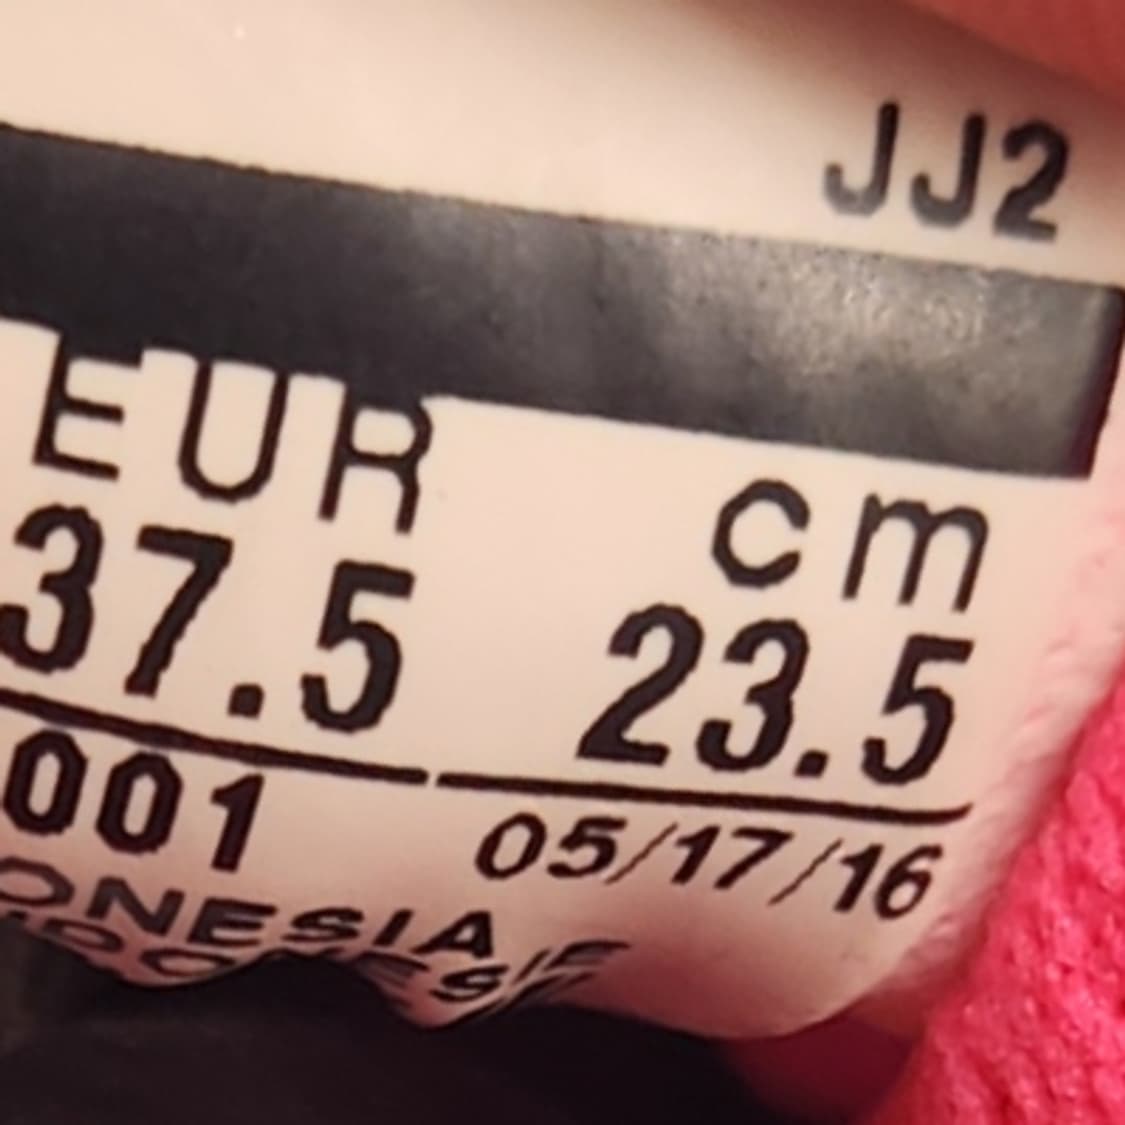 JJ2
EUR cm
37.5 23.5
001 05/17/16
ONESIA